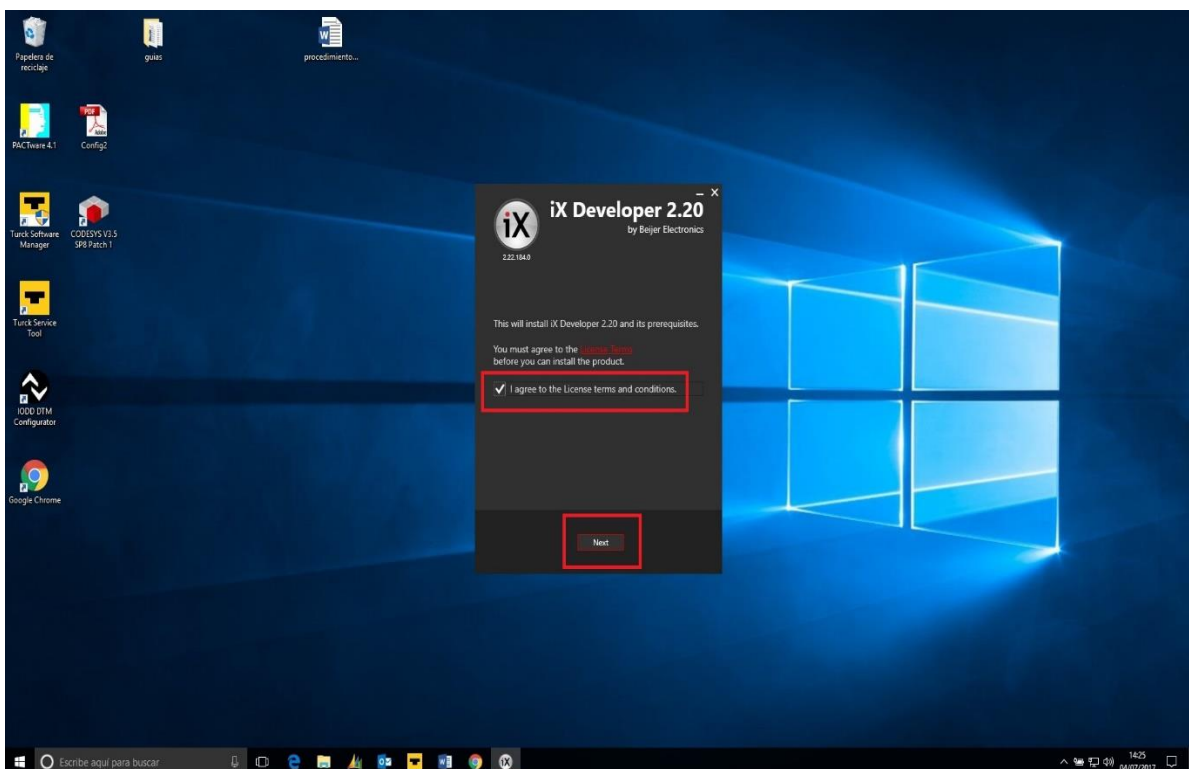 Papelera de
reciclaje
guias
procedimiento...
PACTware 4.1
PDF
Adobe
Config2
Turck Software
Manager
CODESYS V3.5
SP8 Patch 1
Turck Service
Tool
IODD DTM
Configurator
Google Chrome
iX
iX Developer 2.20
by Beijer Electronics
2.22.184.0
This will install iX Developer 2.20 and its prerequisites.
You must agree to the License Terms
before you can install the product.
I agree to the License terms and conditions.
Next
Escribe aquí para buscar
14:25
04/07/2017